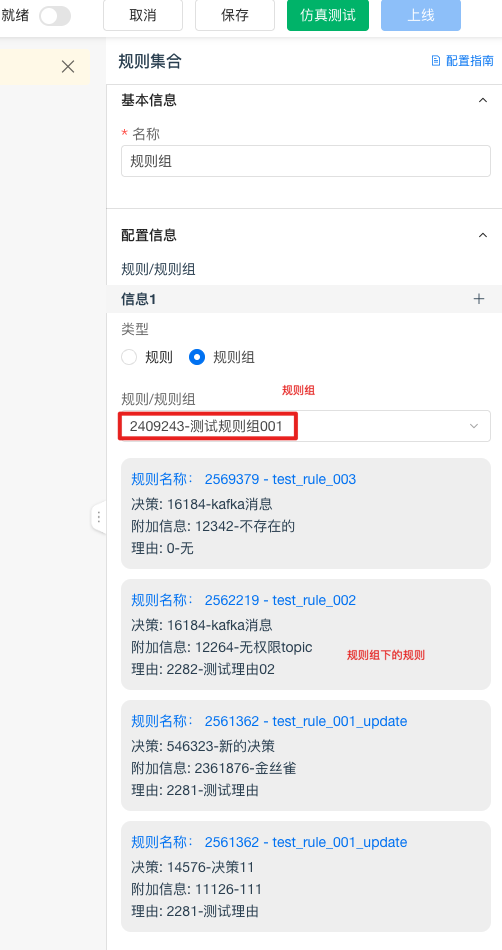 就绪
取消
保存
仿真测试
上线
规则集合
配置指南
基本信息
* 名称
规则组
配置信息
规则/规则组
信息1
类型
规则
规则组
规则组
规则/规则组
2409243-测试规则组001
规则名称: 2569379 - test_rule_003
决策: 16184-kafka消息
附加信息: 12342-不存在的
理由: 0-无
规则名称: 2562219 - test_rule_002
决策: 16184-kafka消息
附加信息: 12264-无权限topic
规则组下的规则
理由: 2282-测试理由02
规则名称: 2561362 - test_rule_001_update
决策: 546323-新的决策
附加信息: 2361876-金丝雀
理由: 2281-测试理由
规则名称: 2561362 - test_rule_001_update
决策: 14576-决策11
附加信息: 11126-111
理由: 2281-测试理由